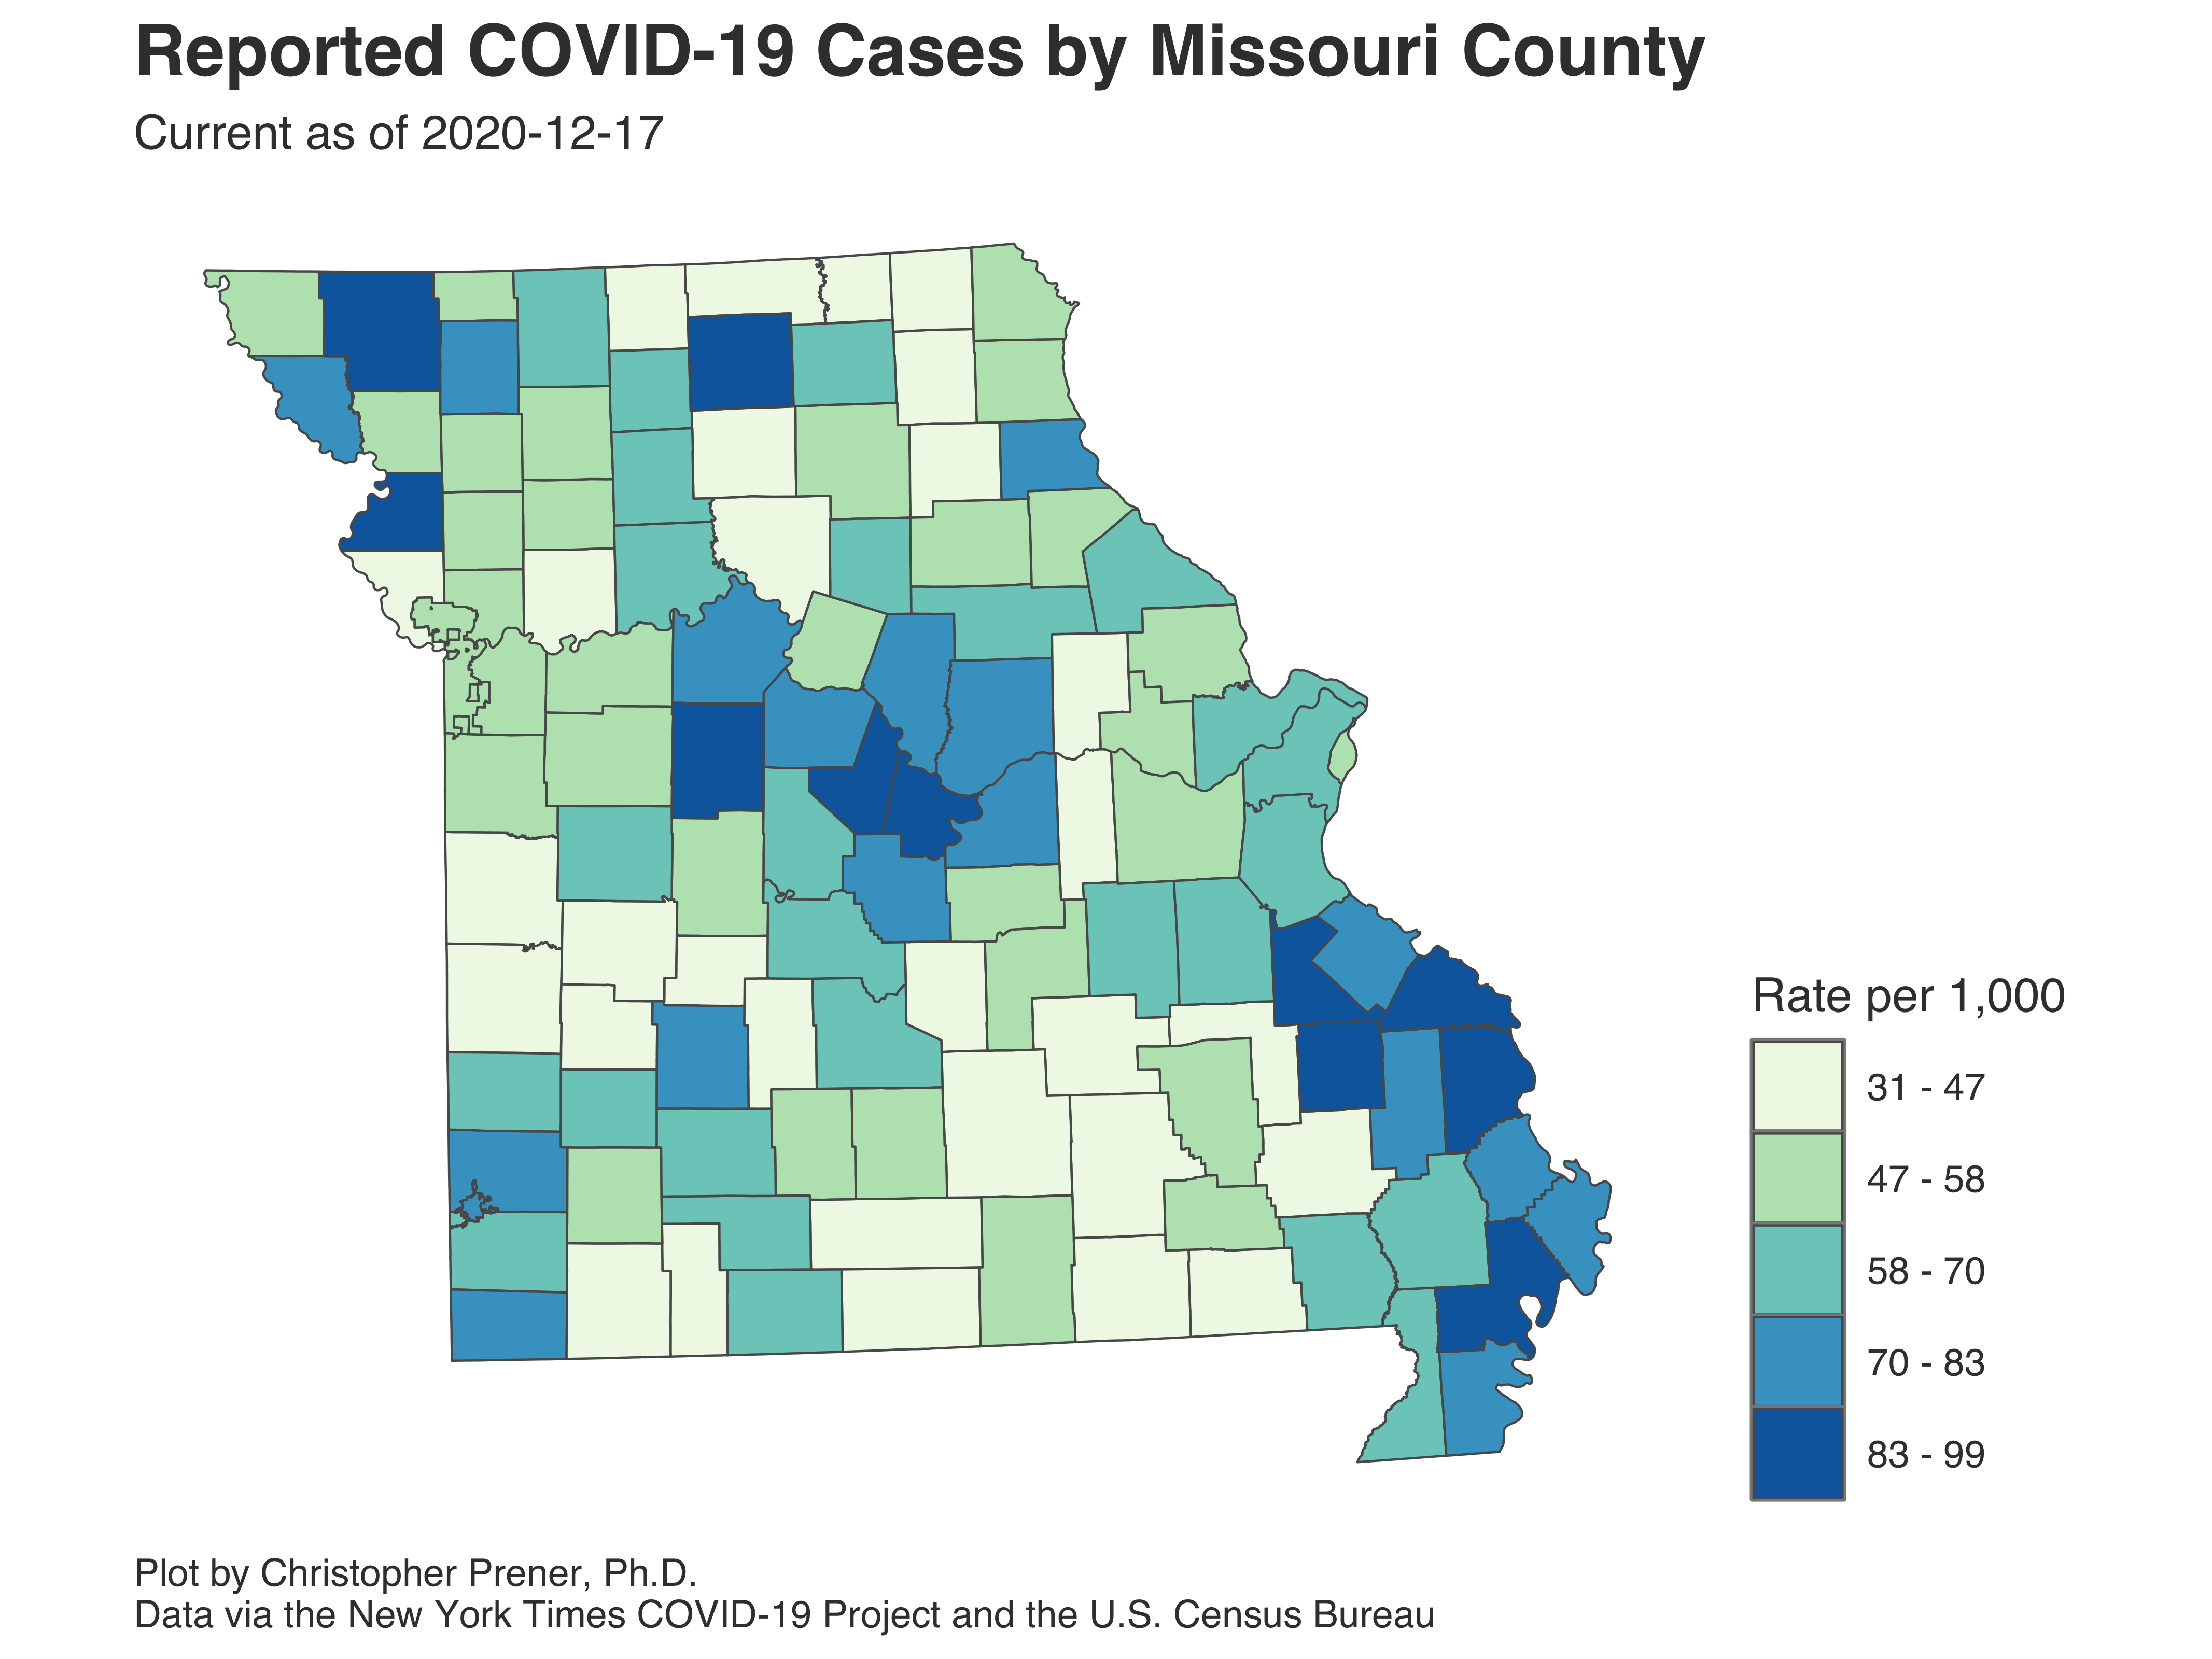 Reported COVID-19 Cases by Missouri County
Current as of 2020-12-17
Rate per 1,000
31 - 47
47 - 58
58 - 70
70 - 83
83 - 99
Plot by Christopher Prener, Ph.D.
Data via the New York Times COVID-19 Project and the U.S. Census Bureau